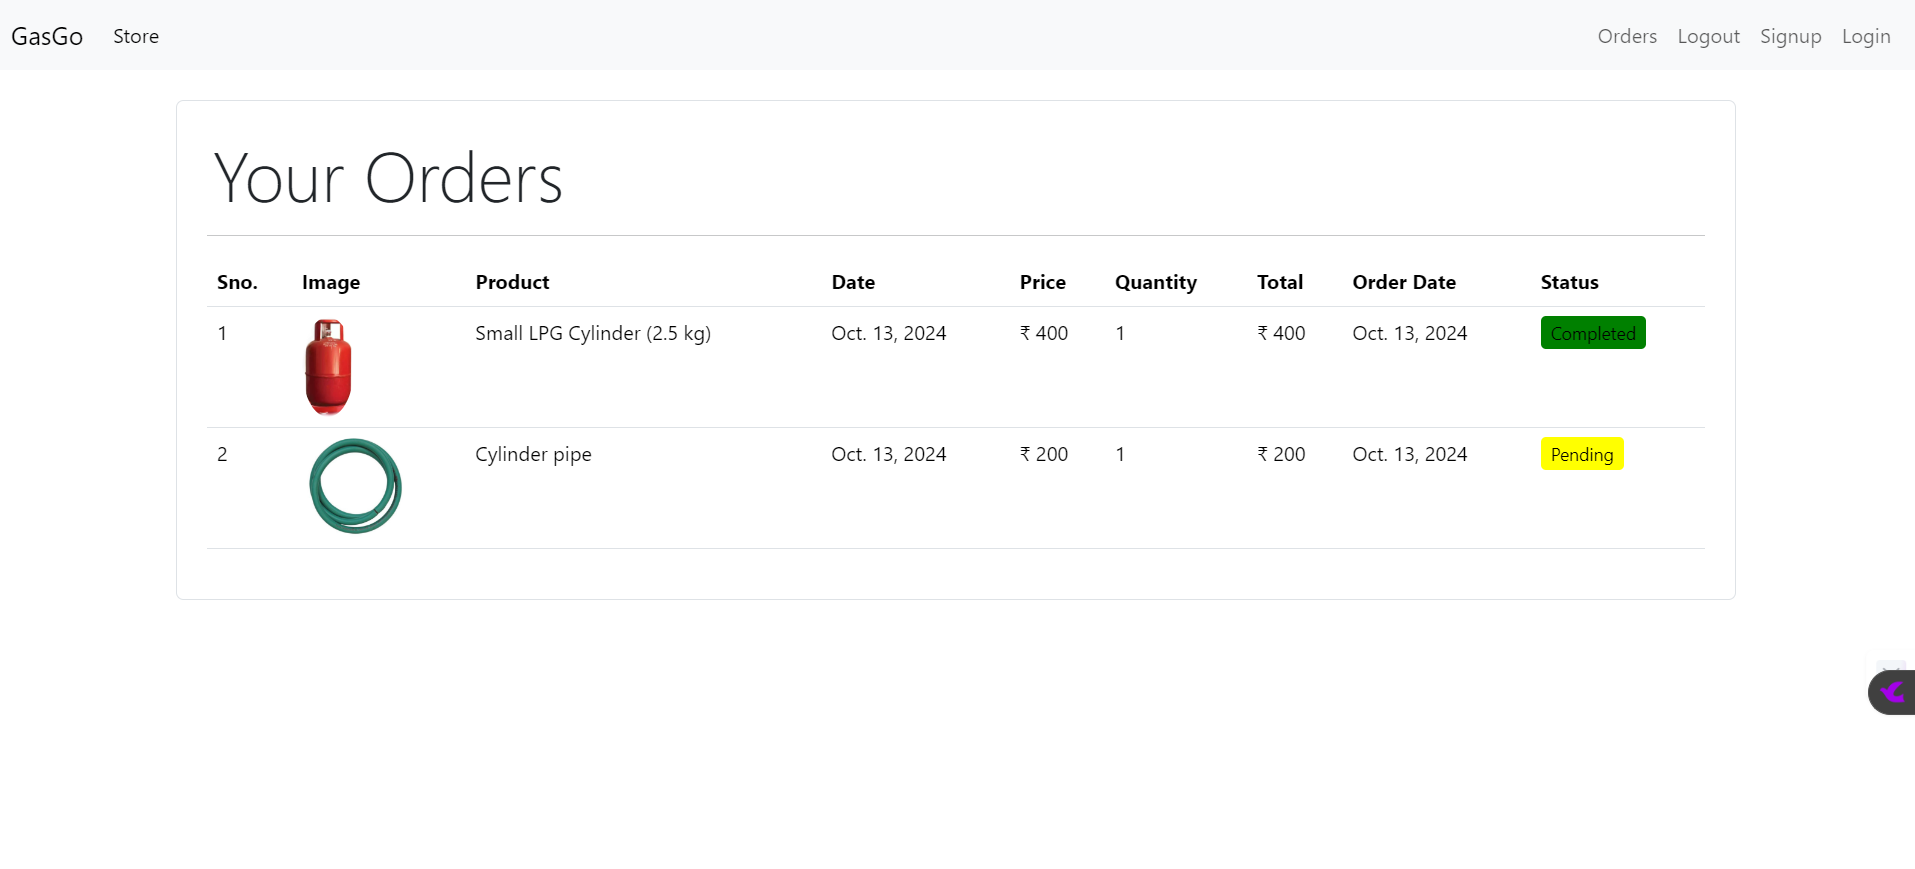 GasGo Store Orders Logout Signup Login
Your Orders
Sno. Image Product Date Price Quantity Total Order Date Status
1 Small LPG Cylinder (2.5 kg) Oct. 13, 2024 ₹ 400 1 ₹ 400 Oct. 13, 2024 Completed
2 Cylinder pipe Oct. 13, 2024 ₹ 200 1 ₹ 200 Oct. 13, 2024 Pending